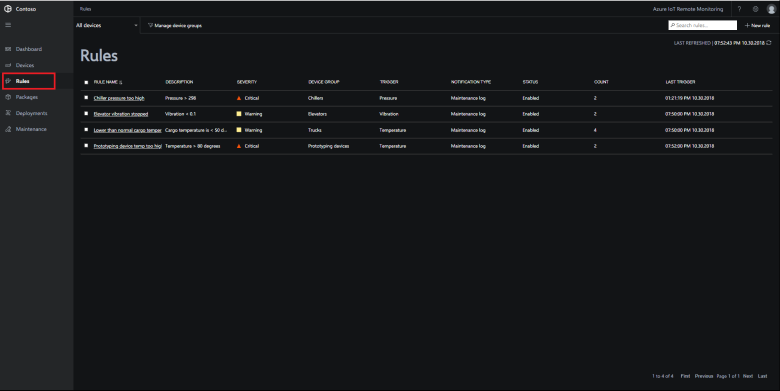 Contoso
Rules
Azure IoT Remote Monitoring
?
All devices
Manage device groups
Search rules...
+ New rule
LAST REFRESHED | 07:52:43 PM 10.30.2018
Dashboard
Devices
Rules
Packages
Deployments
Maintenance
Rules
RULE NAME DESCRIPTION SEVERITY DEVICE GROUP TRIGGER NOTIFICATION TYPE STATUS COUNT LAST TRIGGER
Chiller pressure too high Pressure > 298 Critical Chillers Pressure Maintenance log Enabled 2 01:21:19 PM 10.30.2018
Elevator vibration stopped Vibration < 0.1 Warning Elevators Vibration Maintenance log Enabled 2 07:50:00 PM 10.30.2018
Lower than normal cargo temper Cargo temperature is < 50 d... Warning Trucks Temperature Maintenance log Enabled 4 07:50:00 PM 10.30.2018
Prototyping device temp too hig Temperature > 80 degrees Critical Prototyping devices Temperature Maintenance log Enabled 2 07:52:00 PM 10.30.2018
1 to 4 of 4 First Previous Page 1 of 1 Next Last